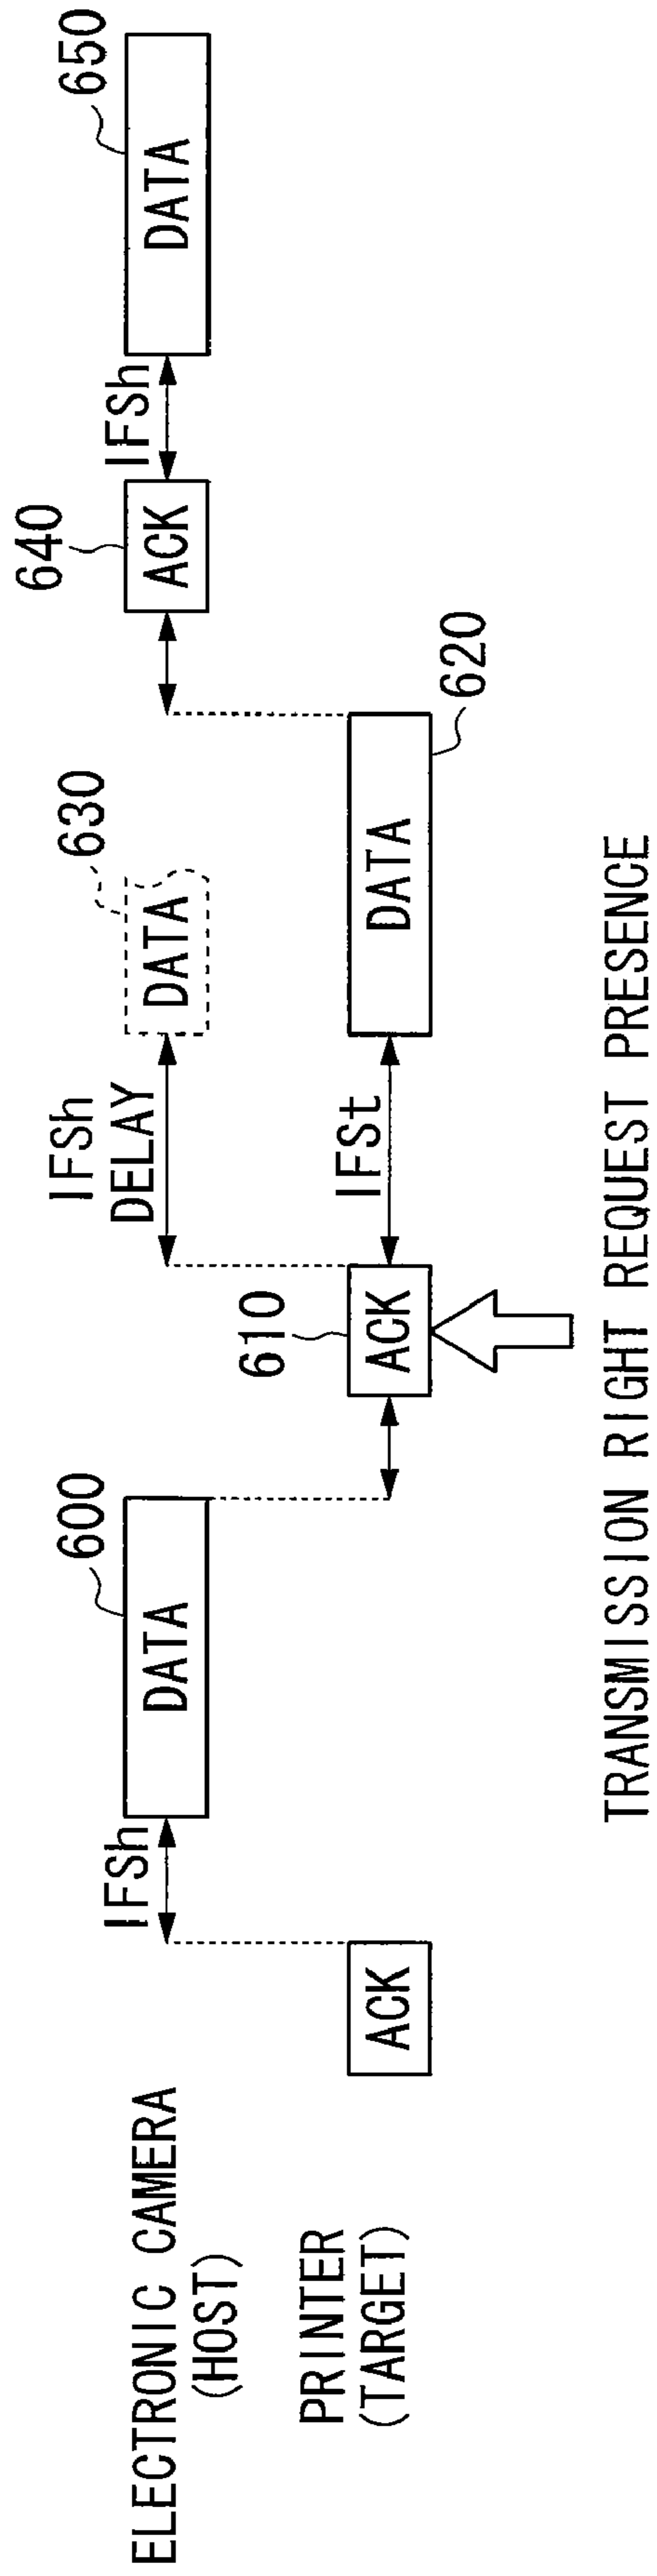 ELECTRONIC CAMERA
(HOST)
PRINTER
(TARGET)
ACK
IFSh
DATA
600
610
ACK
IFSh
DELAY
IFSt
DATA
630
DATA
620
640
ACK
IFSh
DATA
650
TRANSMISSION RIGHT REQUEST PRESENCE